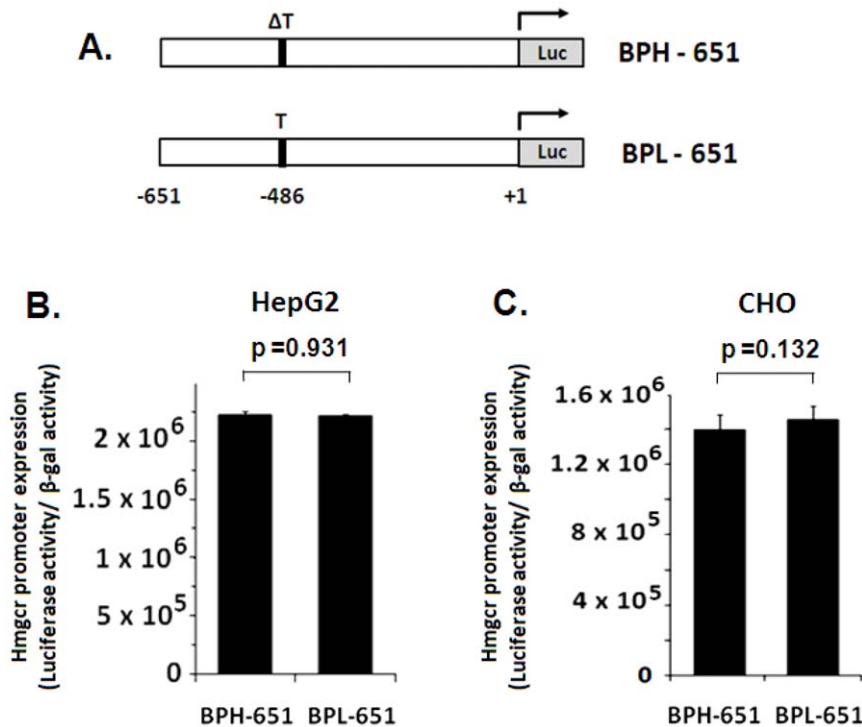 A.
ΔT
Luc
BPH - 651
T
Luc
BPL - 651
-651 -486 +1
B.
HepG2
p =0.931
Hmgcr promoter expression
(Luciferase activity/ β-gal activity)
2 x 10⁶
1.5 x 10⁶
1 x 10⁶
5 x 10⁵
0
BPH-651 BPL-651
C.
CHO
p =0.132
Hmgcr promoter expression
(Luciferase activity/ β-gal activity)
1.6 x 10⁶
1.2 x 10⁶
8 x 10⁵
4 x 10⁵
0
BPH-651 BPL-651